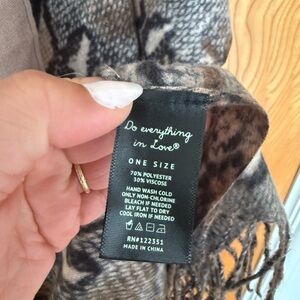 Do everything
in Love®
ONE SIZE
70% POLYESTER
30% VISCOSE
HAND WASH COLD
ONLY NON-CHLORINE
BLEACH IF NEEDED
LAY FLAT TO DRY
COOL IRON IF NEEDED
RN#122351
MADE IN CHINA